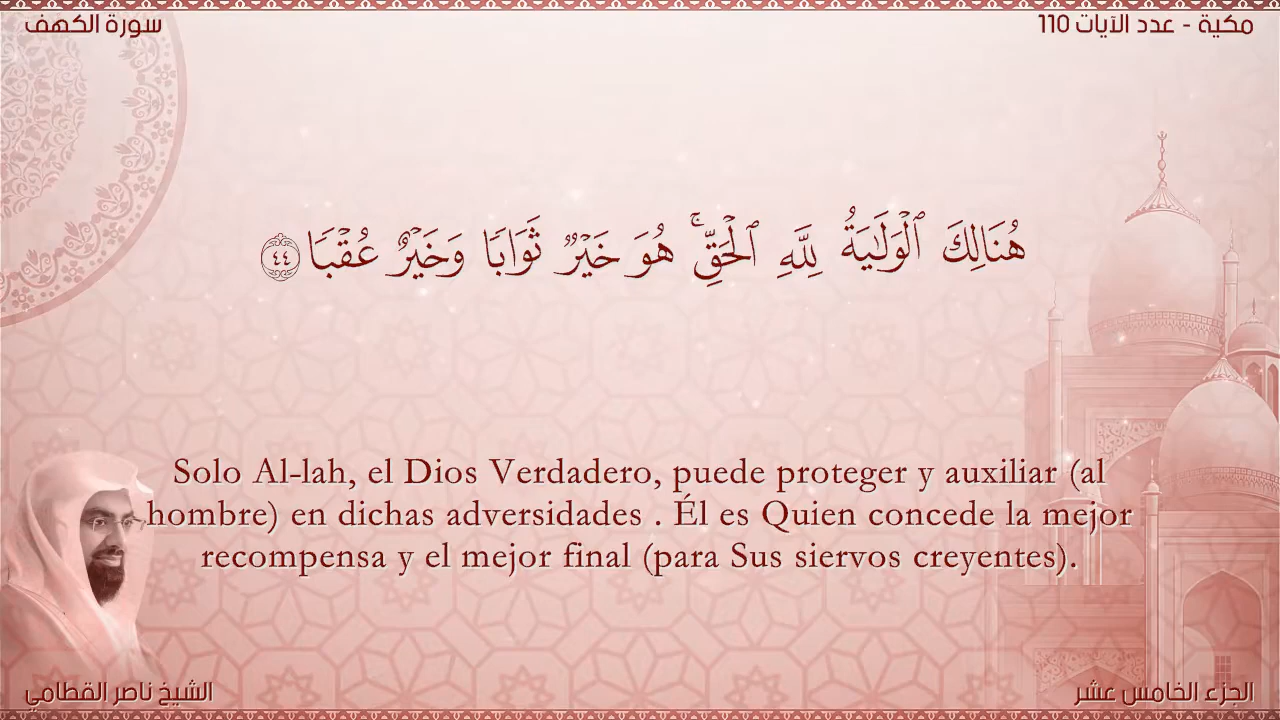 سورة الكهف
مكية - عدد الآيات 110
هُنَالِكَ ٱلْوَلَٰيَةُ لِلَّهِ ٱلْحَقِّ ۚ هُوَ خَيْرٌ ثَوَابًا وَخَيْرٌ عُقْبًا ٤٤
Solo Al-lah, el Dios Verdadero, puede proteger y auxiliar (al
hombre) en dichas adversidades . Él es Quien concede la mejor
recompensa y el mejor final (para Sus siervos creyentes).
الشيخ ناصر القطامي
الجزء الخامس عشر